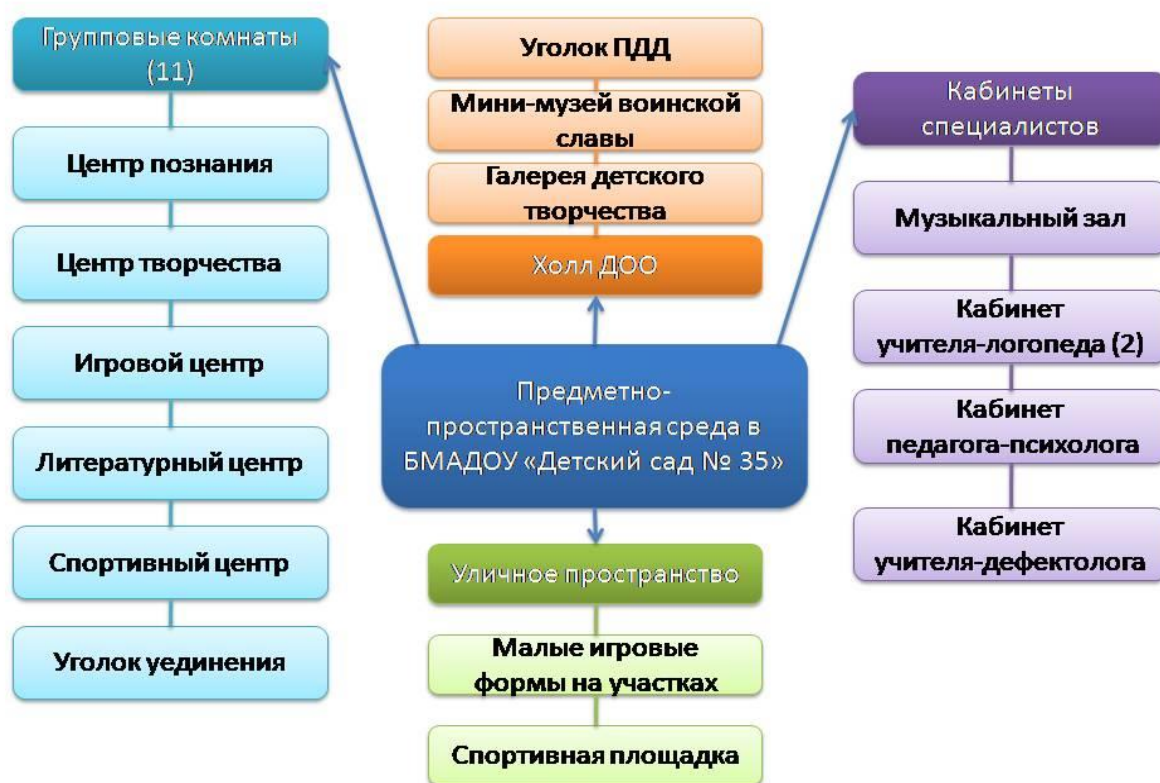 Групповые комнаты
(11)
Центр познания
Центр творчества
Игровой центр
Литературный центр
Спортивный центр
Уголок уединения
Уголок ПДД
Мини-музей воинской
славы
Галерея детского
творчества
Холл ДОО
Предметно-
пространственная среда в
БМАДОУ «Детский сад № 35»
Уличное пространство
Малые игровые
формы на участках
Спортивная площадка
Кабинеты
специалистов
Музыкальный зал
Кабинет
учителя-логопеда (2)
Кабинет
педагога-психолога
Кабинет
учителя-дефектолога